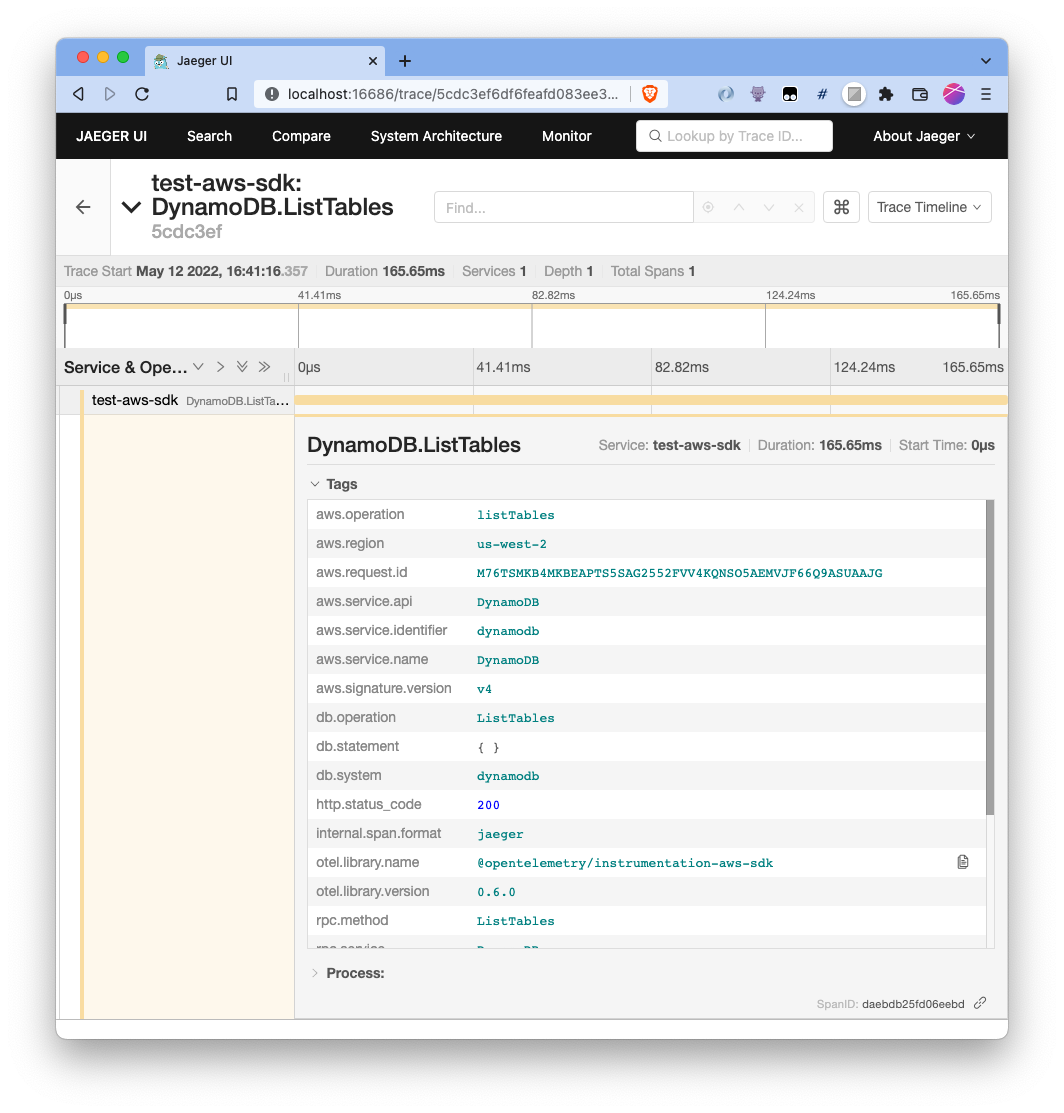 Jaeger UI
localhost:16686/trace/5cdc3ef6df6feafd083ee3...
JAEGER UI Search Compare System Architecture Monitor Lookup by Trace ID... About Jaeger
test-aws-sdk:
DynamoDB.ListTables
5cdc3ef
Find...
Trace Timeline
Trace Start May 12 2022, 16:41:16.357 Duration 165.65ms Services 1 Depth 1 Total Spans 1
0μs 41.41ms 82.82ms 124.24ms 165.65ms
Service & Ope... 0μs 41.41ms 82.82ms 124.24ms 165.65ms
test-aws-sdk DynamoDB.ListTa...
DynamoDB.ListTables Service: test-aws-sdk Duration: 165.65ms Start Time: 0μs
Tags
aws.operation listTables
aws.region us-west-2
aws.request.id M76TSMKB4MKBEAPTS5SAG2552FVV4KQNSO5AEMVJF66Q9ASUAAJG
aws.service.api DynamoDB
aws.service.identifier dynamodb
aws.service.name DynamoDB
aws.signature.version v4
db.operation ListTables
db.statement { }
db.system dynamodb
http.status_code 200
internal.span.format jaeger
otel.library.name @opentelemetry/instrumentation-aws-sdk
otel.library.version 0.6.0
rpc.method ListTables
rpc.service DynamoDB
Process:
SpanID: daebdb25fd06eebd